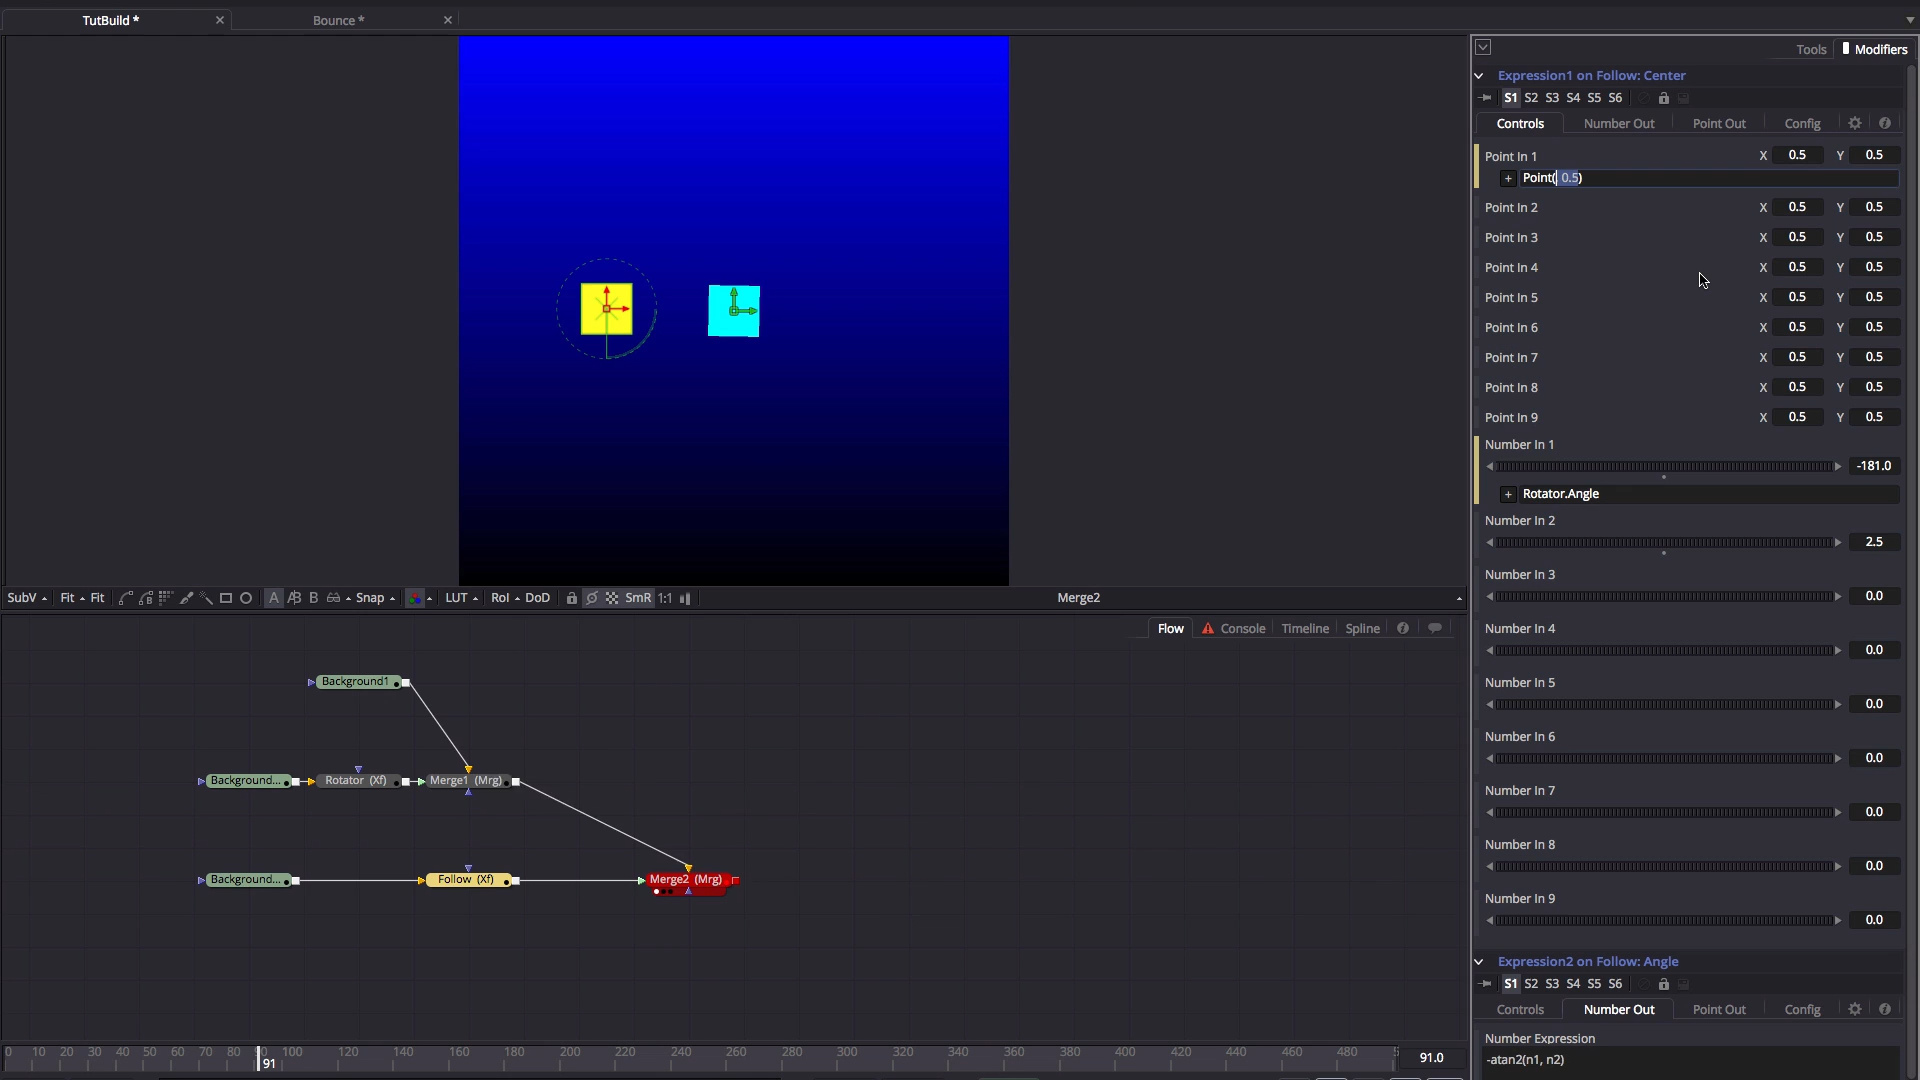 TutBuild *
Bounce *
Tools
Modifiers
Expression1 on Follow: Center
S1 S2 S3 S4 S5 S6
Controls Number Out Point Out Config
Point In 1 X 0.5 Y 0.5
+ Point( 0.5)
Point In 2 X 0.5 Y 0.5
Point In 3 X 0.5 Y 0.5
Point In 4 X 0.5 Y 0.5
Point In 5 X 0.5 Y 0.5
Point In 6 X 0.5 Y 0.5
Point In 7 X 0.5 Y 0.5
Point In 8 X 0.5 Y 0.5
Point In 9 X 0.5 Y 0.5
Number In 1
-181.0
+ Rotator.Angle
Number In 2
2.5
Number In 3
0.0
Number In 4
0.0
Number In 5
0.0
Number In 6
0.0
Number In 7
0.0
Number In 8
0.0
Number In 9
0.0
Expression2 on Follow: Angle
S1 S2 S3 S4 S5 S6
Controls Number Out Point Out Config
Number Expression
-atan2(n1, n2)
SubV Fit Fit A A B B Snap LUT RoI DoD SmR 1:1 Merge2
Flow Console Timeline Spline
Background1
Background... Rotator (Xf) Merge1 (Mrg)
Background... Follow (Xf) Merge2 (Mrg)
0 10 20 30 40 50 60 70 80 90 100 120 140 160 180 200 220 240 260 280 300 320 340 360 380 400 420 440 460 480 5
91
91.0